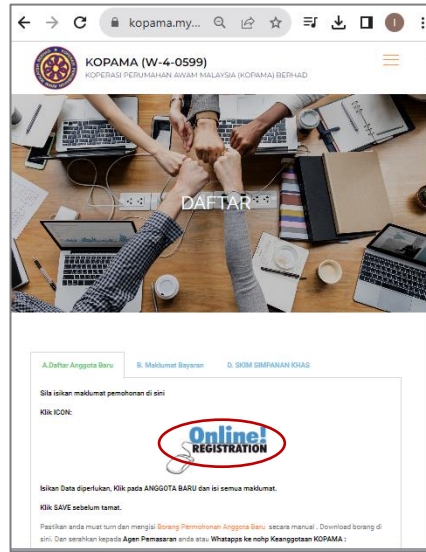 kopama.my...
I
KOPAMA (W-4-0599)
KOPERASI PERUMAHAN AWAM MALAYSIA (KOPAMA) BERHAD
DAFTAR
A.Daftar Anggota Baru
B. Maklumat Bayaran
D. SKIM SIMPANAN KHAS
Sila isikan maklumat pemohonan di sini
Klik ICON:
Online!
REGISTRATION
Isikan Data diperlukan, Klik pada ANGGOTA BARU dan isi semua maklumat.
Klik SAVE sebelum tamat.
Pastikan anda muat turn dan mengisi Borang Permohonan Anggota Baru secara manual . Download borang di
sini. Dan serahkan kepada Agen Pemasaran anda atau Whatapps ke nohp Keanggotaan KOPAMA :